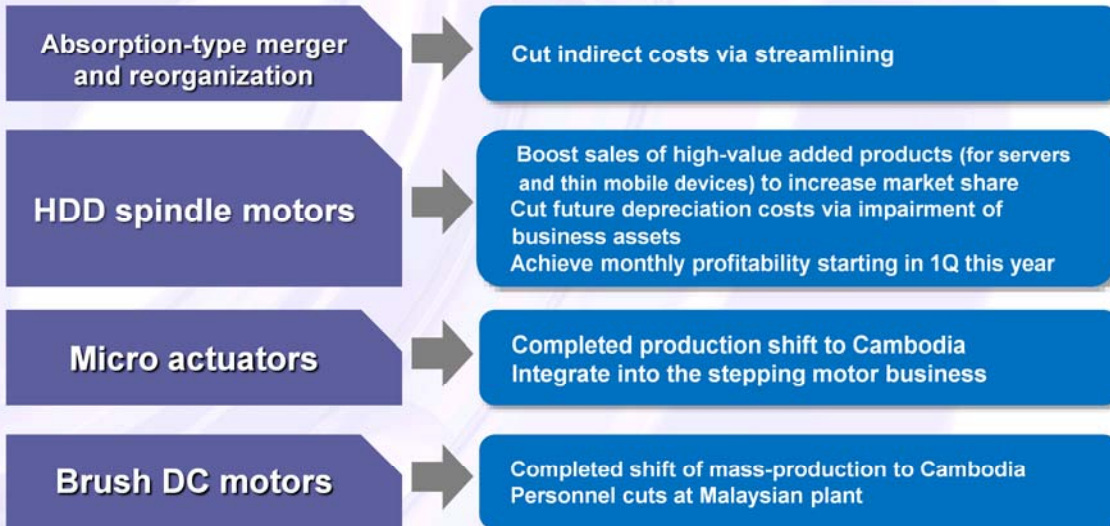 Absorption-type merger
and reorganization
Cut indirect costs via streamlining
HDD spindle motors
Boost sales of high-value added products (for servers
and thin mobile devices) to increase market share
Cut future depreciation costs via impairment of
business assets
Achieve monthly profitability starting in 1Q this year
Micro actuators
Completed production shift to Cambodia
Integrate into the stepping motor business
Brush DC motors
Completed shift of mass-production to Cambodia
Personnel cuts at Malaysian plant